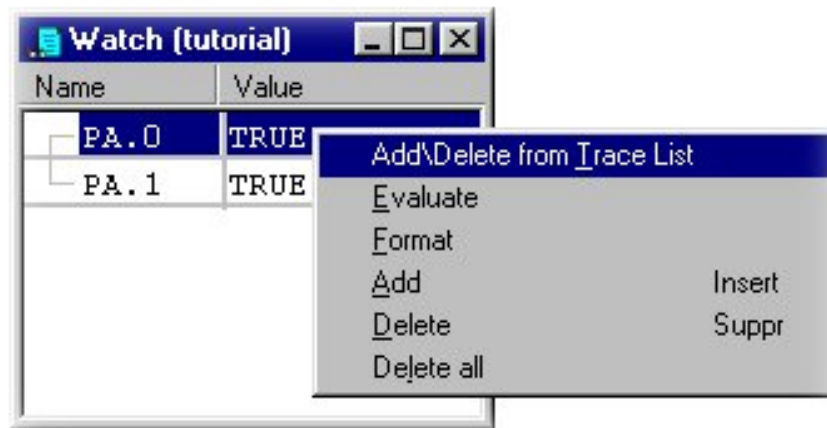 Watch (tutorial)
Name Value
PA.0 TRUE
PA.1 TRUE
Add\Delete from Trace List
Evaluate
Format
Add Insert
Delete Suppr
Delete all